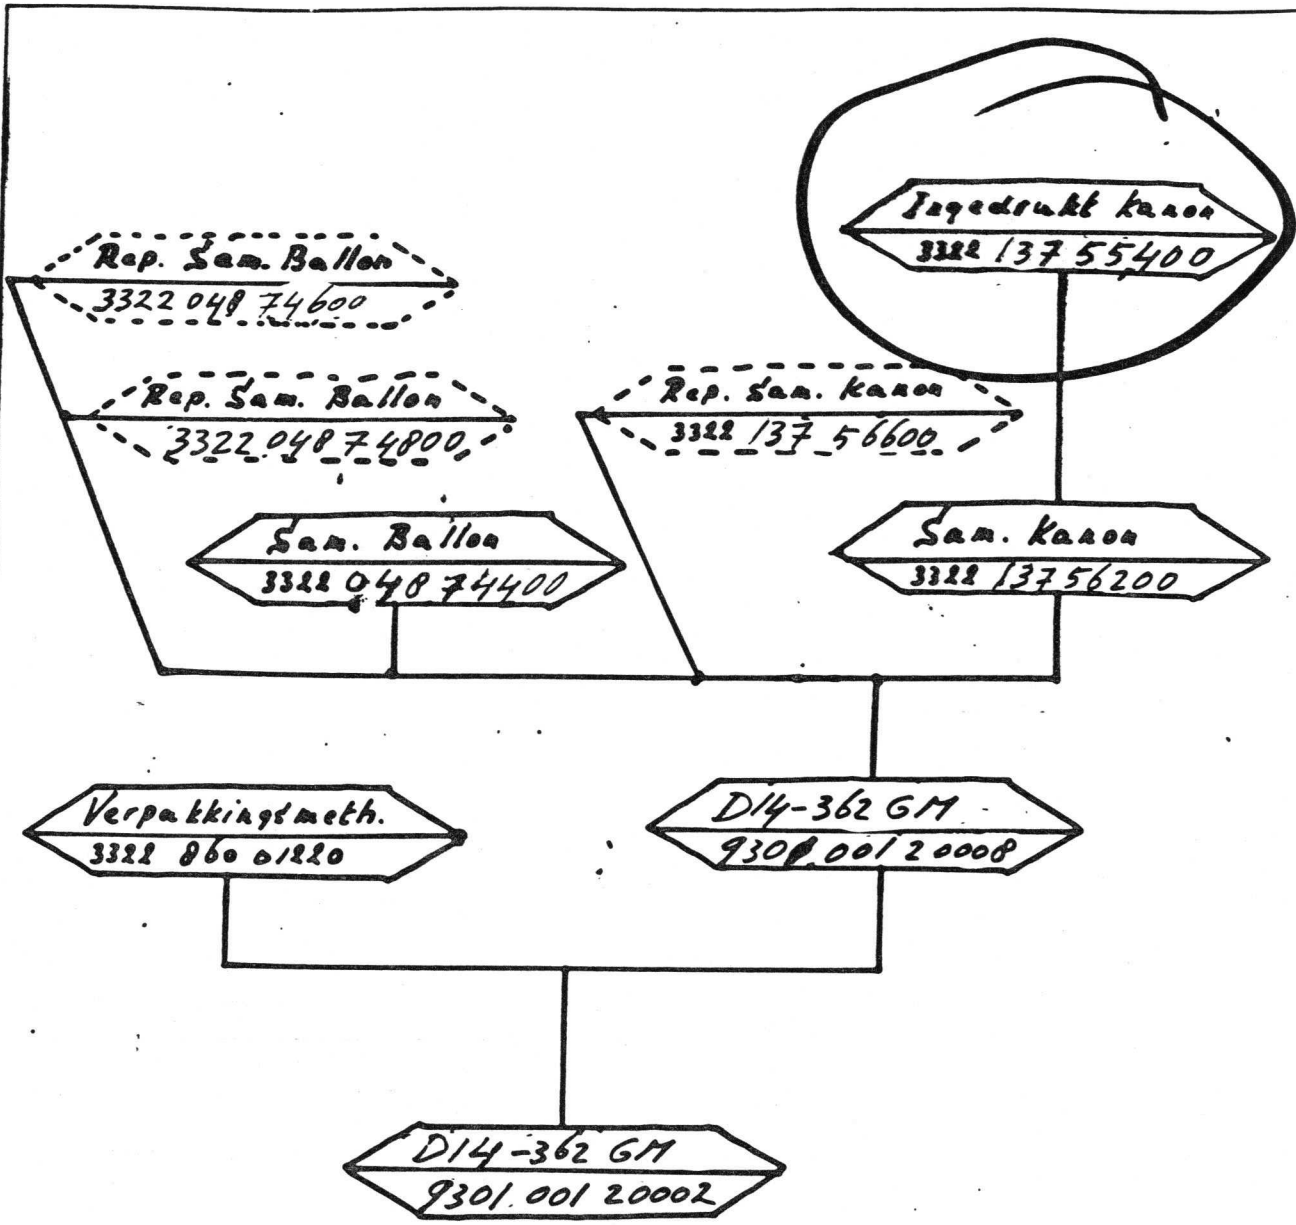 Ingedrukt kanon
3322 137 55400
Rep. Sam. Ballon
3322 048 74600
Rep. Sam. Ballon
3322 048 74800
Rep. Sam. Kanon
3322 137 56600
Sam. Ballon
3322 048 74400
Sam. Kanon
3322 137 56200
Verpakkingsmeth.
3322 860 01220
D14-362 GM
001 20008
D14-362 GM
9301.001 20002